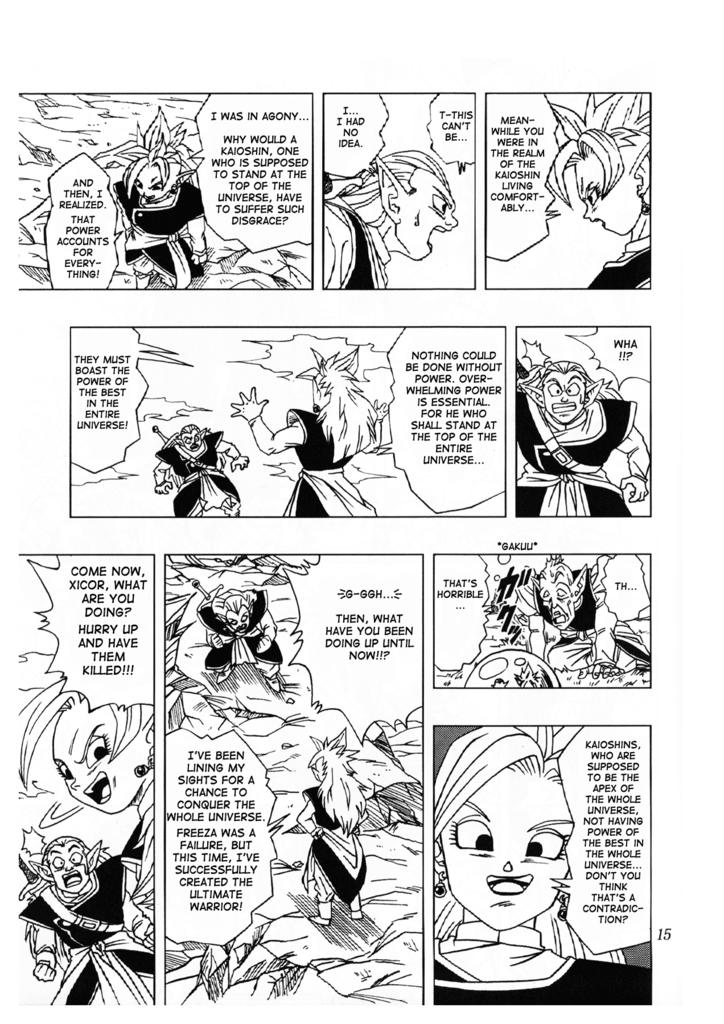 MEAN-
WHILE YOU
WERE IN
THE REALM
OF THE
KAIOSHIN
LIVING
COMFORT-
ABLY...
T-THIS
CAN'T
BE...
I...
I HAD
NO
IDEA.
I WAS IN AGONY...
WHY WOULD A
KAIOSHIN,
ONE WHO IS SUPPOSED
TO STAND AT THE
TOP OF THE
UNIVERSE, HAVE
TO SUFFER SUCH
DISGRACE?
AND
THEN, I
REALIZED.
THAT
POWER
ACCOUNTS
FOR
EVERY-
THING!
WHA
!!?
NOTHING COULD
BE DONE WITHOUT
POWER. OVER-
WHELMING POWER
IS ESSENTIAL.
FOR HE WHO
SHALL STAND AT
THE TOP OF THE
ENTIRE
UNIVERSE...
THEY MUST
BOAST THE
POWER OF
THE BEST
IN THE
ENTIRE
UNIVERSE!
*GAKUU*
TH...
ガクッ
THAT'S
HORRIBLE
...
KAIOSHINS,
WHO ARE
SUPPOSED
TO BE THE
APEX OF
THE WHOLE
UNIVERSE,
NOT HAVING
POWER OF
THE BEST IN
THE WHOLE
UNIVERSE...
DON'T YOU
THINK
THAT'S A
CONTRADIC-
TION?
G-GGH...
THEN, WHAT
HAVE YOU BEEN
DOING UP UNTIL
NOW!!?
I'VE BEEN
LINING MY
SIGHTS FOR A
CHANCE TO
CONQUER THE
WHOLE UNIVERSE.
FREEZA WAS A
FAILURE, BUT
THIS TIME, I'VE
SUCCESSFULLY
CREATED THE
ULTIMATE
WARRIOR!
COME NOW,
XICOR, WHAT
ARE YOU
DOING?
HURRY UP
AND HAVE
THEM
KILLED!!!
15